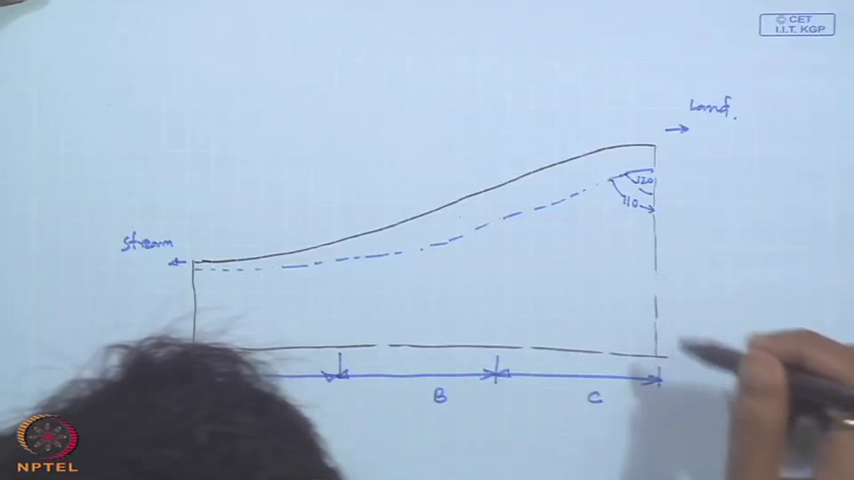 © CET
I.I.T. KGP
Land.
120
110
Stream
B
C
NPTEL